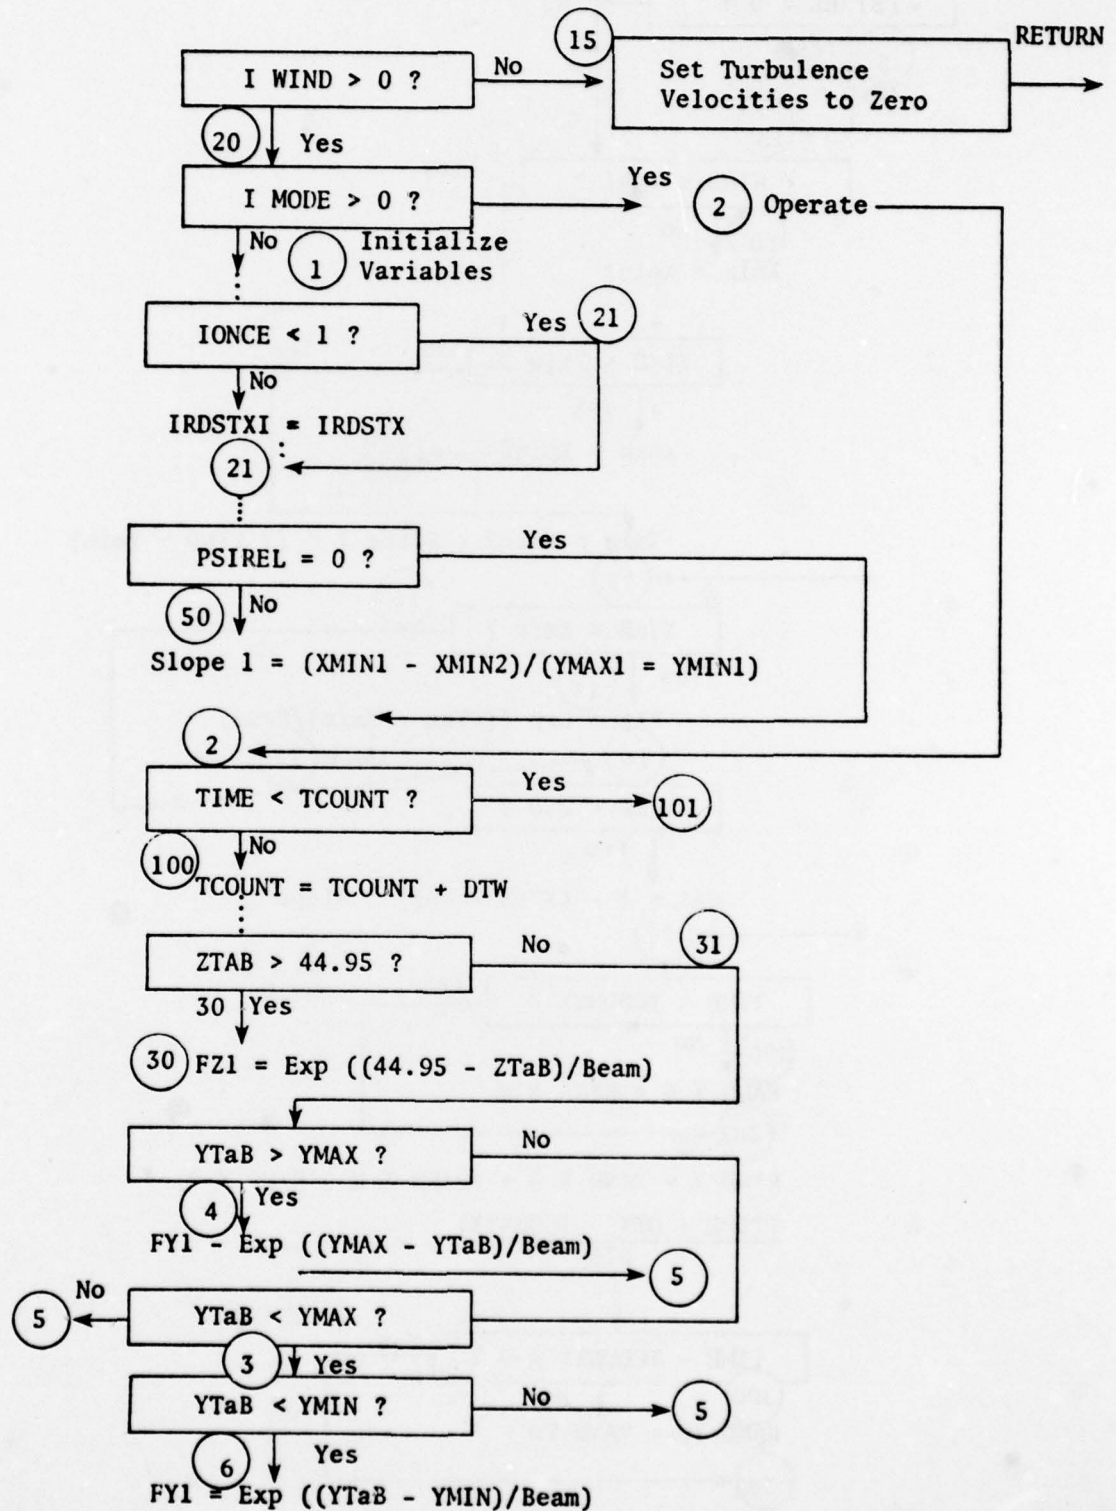 15
RETURN
I WIND > 0 ?
No
Set Turbulence
Velocities to Zero
20
Yes
I MODE > 0 ?
Yes
2
Operate
No
1
Initialize
Variables
IONCE < 1 ?
Yes
21
No
IRDSTXI = IRDSTX
21
PSIREL = 0 ?
Yes
50
No
Slope 1 = (XMIN1 - XMIN2)/(YMAX1 = YMIN1)
2
TIME < TCOUNT ?
Yes
101
100
No
TCOUNT = TCOUNT + DTW
ZTAB > 44.95 ?
No
31
30
Yes
30
FZ1 = Exp ((44.95 - ZTaB)/Beam)
YTaB > YMAX ?
No
4
Yes
FY1 - Exp ((YMAX - YTaB)/Beam)
5
No
5
YTaB < YMAX ?
3
Yes
YTaB < YMIN ?
No
5
6
Yes
FY1 = Exp ((YTaB - YMIN)/Beam)